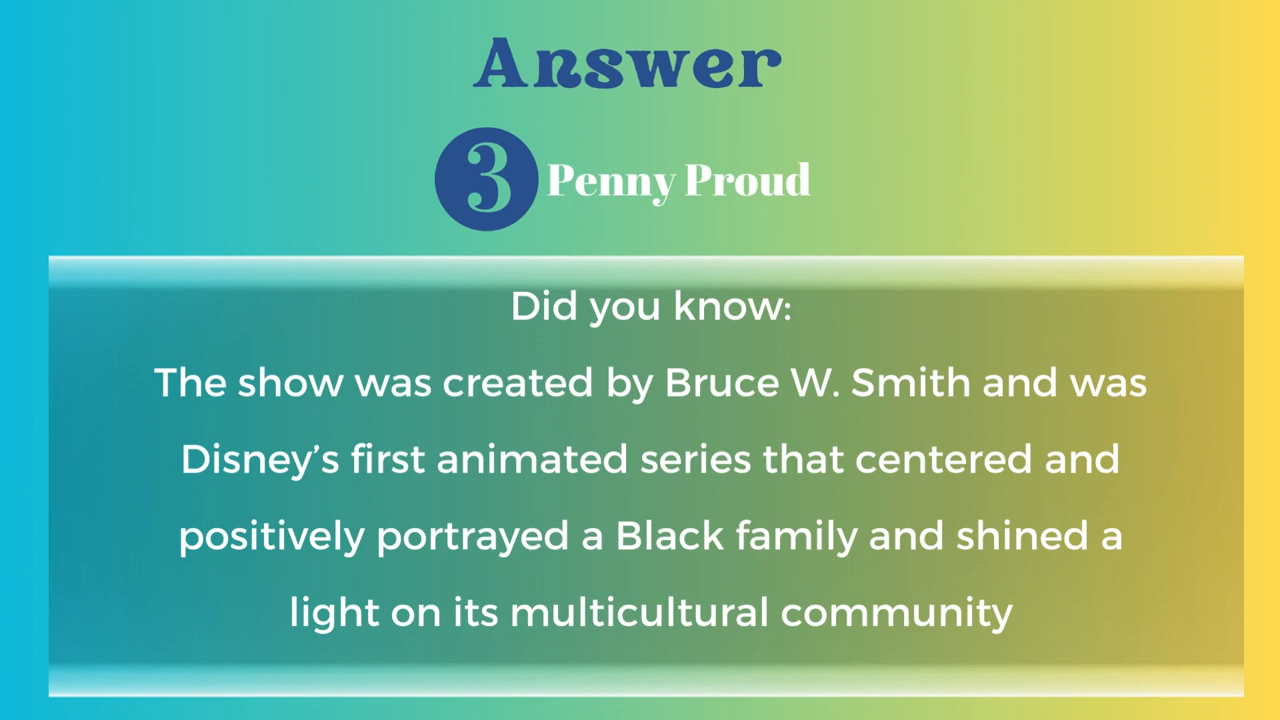 Answer
3 Penny Proud
Did you know:
The show was created by Bruce W. Smith and was
Disney’s first animated series that centered and
positively portrayed a Black family and shined a
light on its multicultural community